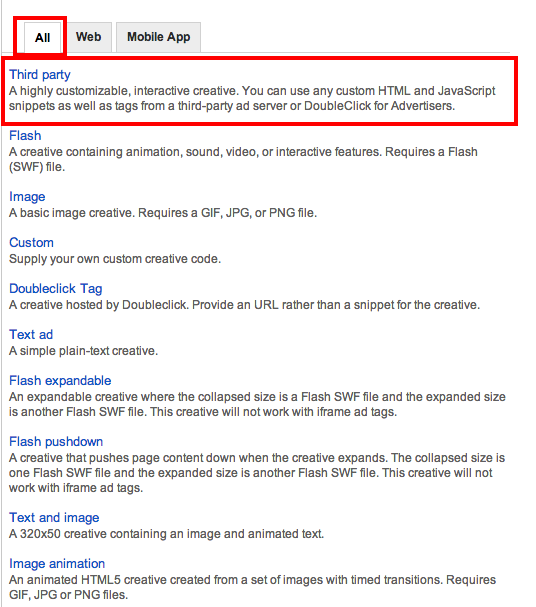 All Web Mobile App
Third party
A highly customizable, interactive creative. You can use any custom HTML and JavaScript
snippets as well as tags from a third-party ad server or DoubleClick for Advertisers.
Flash
A creative containing animation, sound, video, or interactive features. Requires a Flash
(SWF) file.
Image
A basic image creative. Requires a GIF, JPG, or PNG file.
Custom
Supply your own custom creative code.
Doubleclick Tag
A creative hosted by Doubleclick. Provide an URL rather than a snippet for the creative.
Text ad
A simple plain-text creative.
Flash expandable
An expandable creative where the collapsed size is a Flash SWF file and the expanded size
is another Flash SWF file. This creative will not work with iframe ad tags.
Flash pushdown
A creative that pushes page content down when the creative expands. The collapsed size is
one Flash SWF file and the expanded size is another Flash SWF file. This creative will not
work with iframe ad tags.
Text and image
A 320x50 creative containing an image and animated text.
Image animation
An animated HTML5 creative created from a set of images with timed transitions. Requires
GIF, JPG or PNG files.